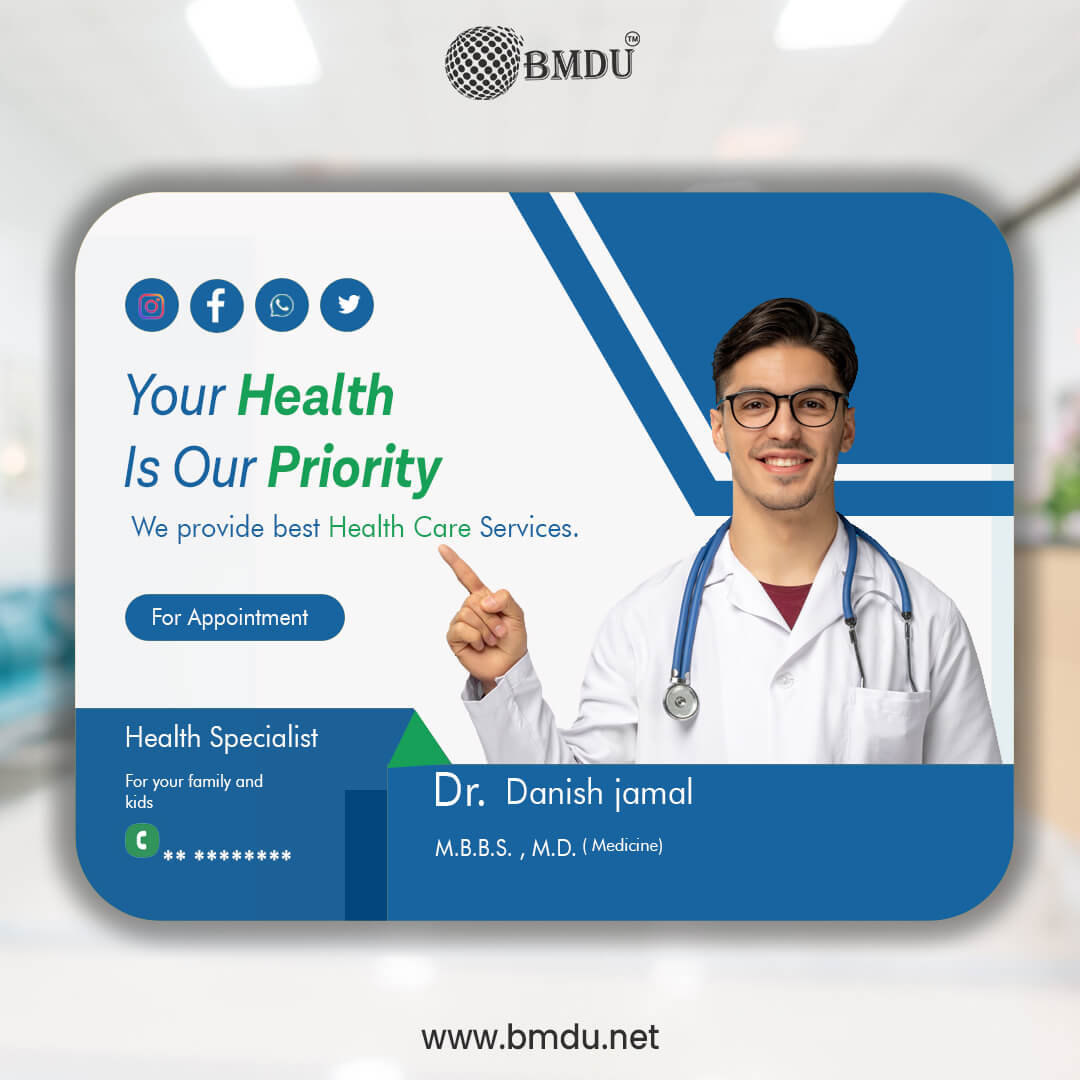 BMDU TM
Your Health
Is Our Priority
We provide best Health Care Services.
For Appointment
Health Specialist
For your family and
kids
** ********
Dr. Danish jamal
M.B.B.S. , M.D. ( Medicine)
www.bmdu.net